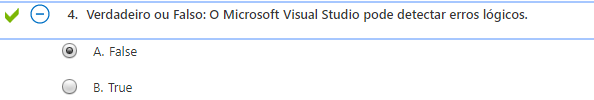 4. Verdadeiro ou Falso: O Microsoft Visual Studio pode detectar erros lógicos.
A. False
B. True